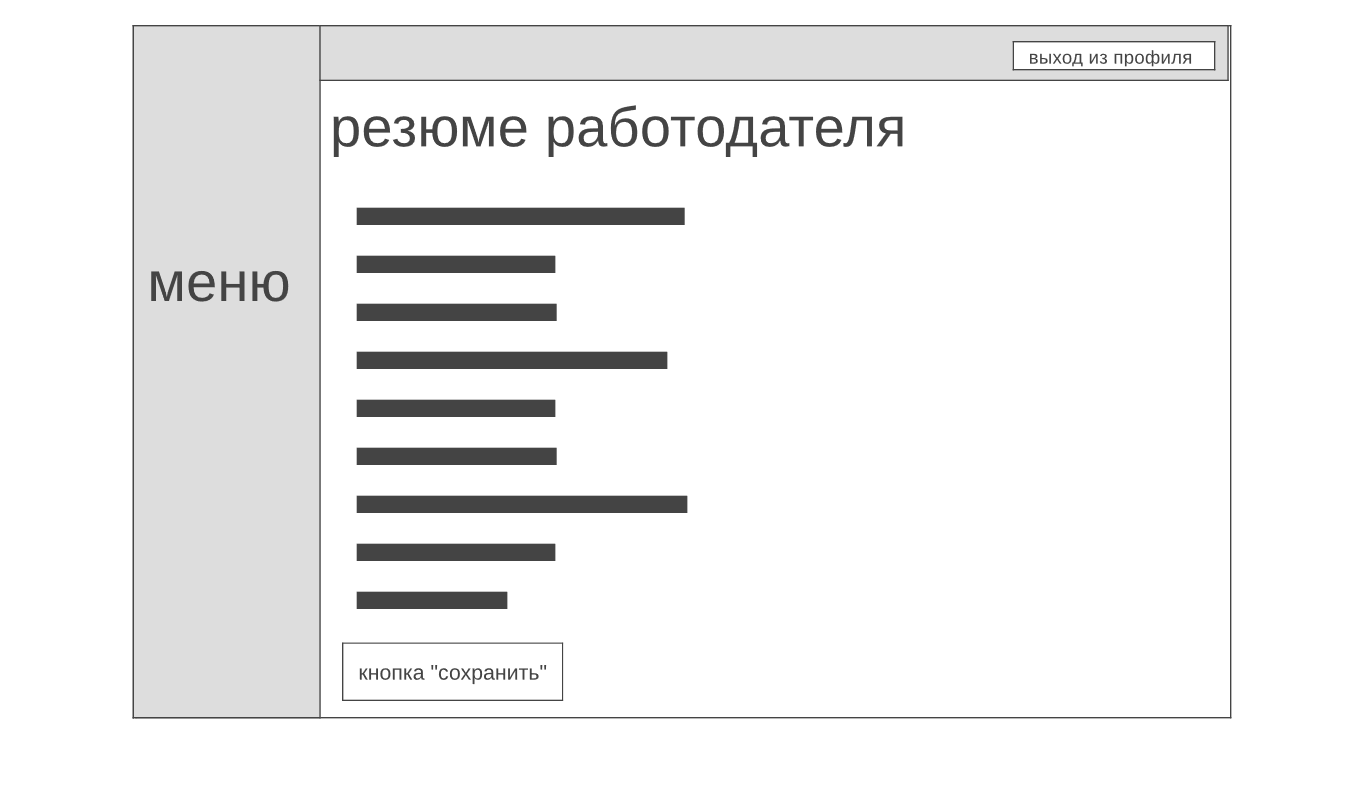 выход из профиля
резюме работодателя
меню
кнопка "сохранить"